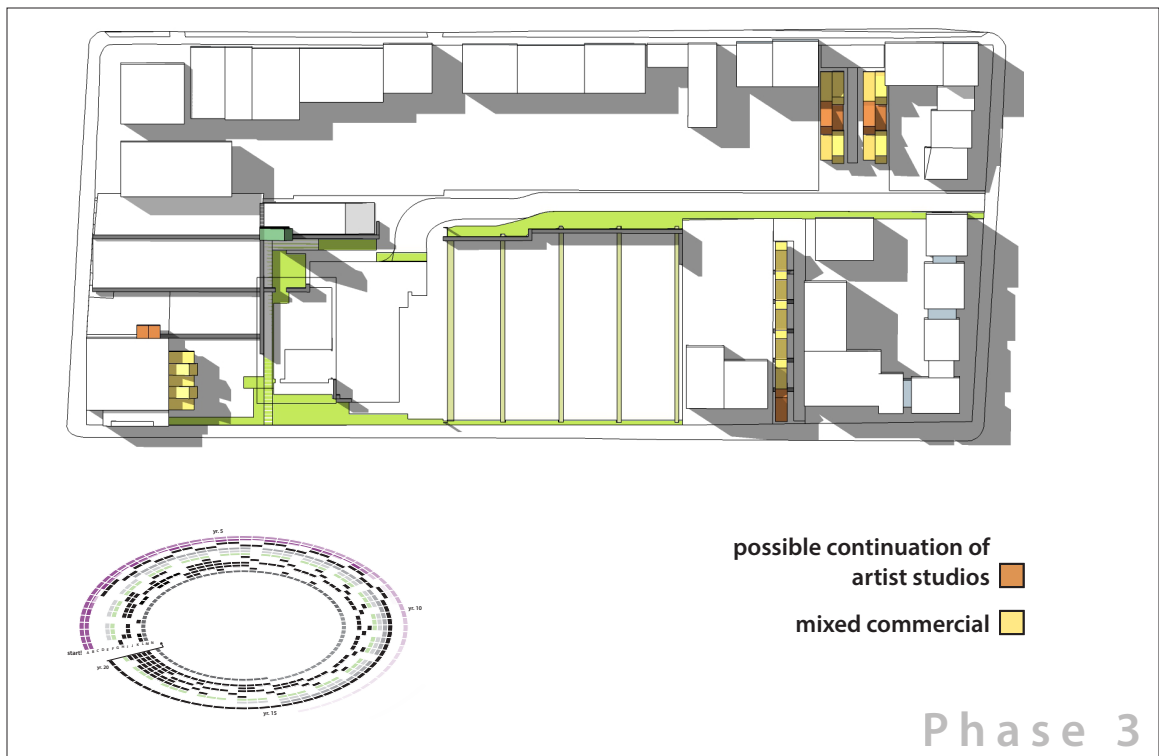 yr. 5
yr. 10
start!
yr. 20
yr. 15
possible continuation of
artist studios
mixed commercial
Phase 3